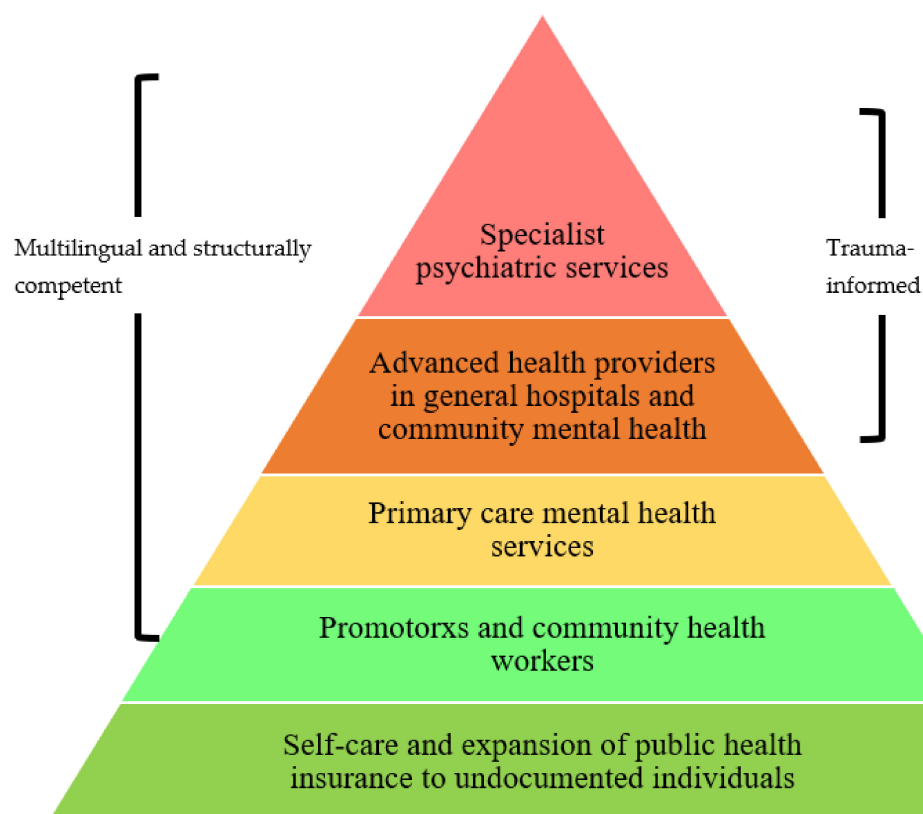 Multilingual and structurally
competent
Trauma-
informed
Specialist
psychiatric services
Advanced health providers
in general hospitals and
community mental health
Primary care mental health
services
Promotorxs and community health
workers
Self-care and expansion of public health
insurance to undocumented individuals